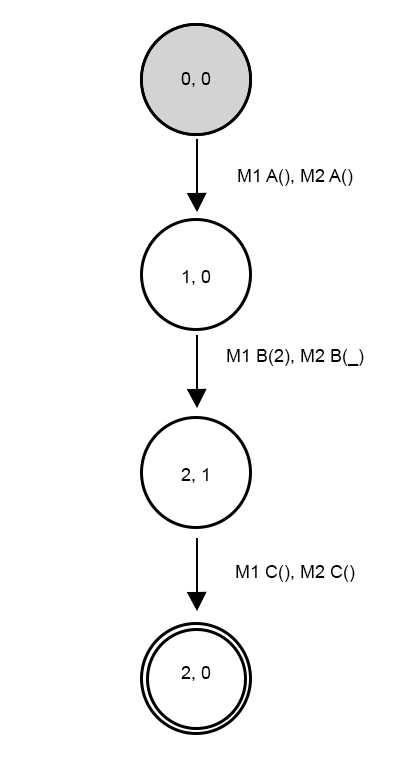 0, 0
M1 A(), M2 A()
1, 0
M1 B(2), M2 B(_)
2, 1
M1 C(), M2 C()
2, 0